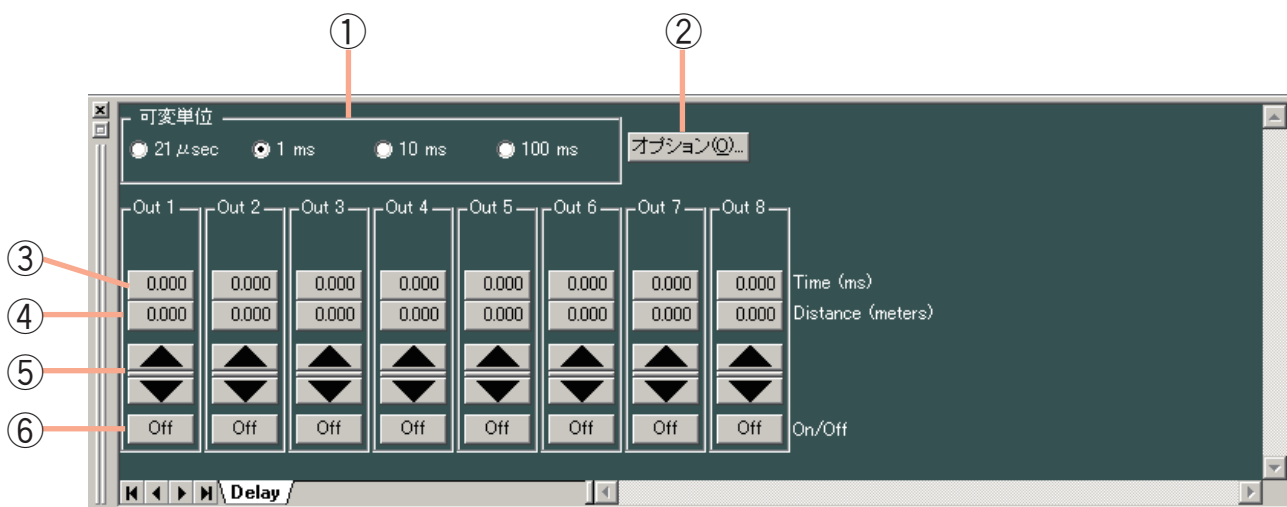 ① ②
可変単位
21 μsec 1 ms 10 ms 100 ms オプション(O)...
Out 1 Out 2 Out 3 Out 4 Out 5 Out 6 Out 7 Out 8
③ 0.000 0.000 0.000 0.000 0.000 0.000 0.000 0.000 Time (ms)
④ 0.000 0.000 0.000 0.000 0.000 0.000 0.000 0.000 Distance (meters)
⑤
⑥ Off Off Off Off Off Off Off Off On/Off
Delay